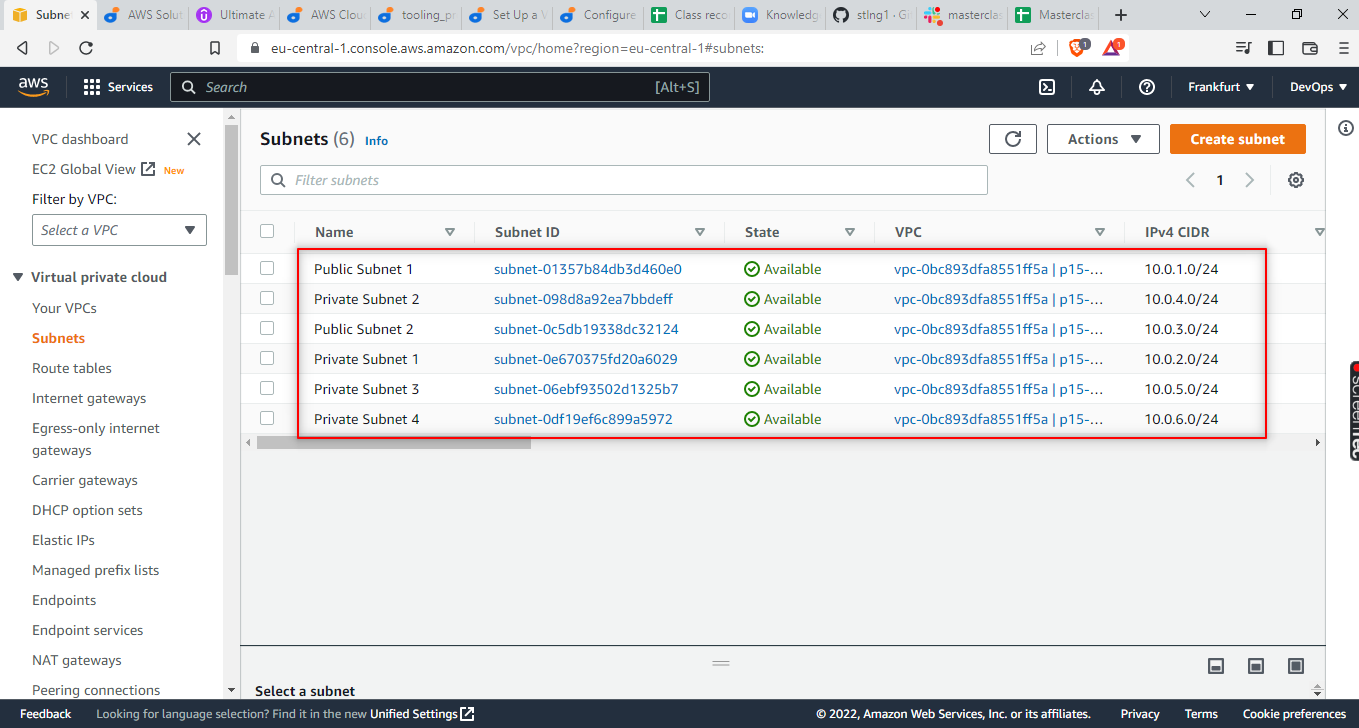 Subne
AWS Solut
Ultimate A
AWS Clou
tooling_pr
Set Up a V
Configure
Class reco
Knowledg
stlng1 · Gi
masterclas
Masterclas
eu-central-1.console.aws.amazon.com/vpc/home?region=eu-central-1#subnets:
1
1
aws
Services
Search
[Alt+S]
Frankfurt
DevOps
VPC dashboard
EC2 Global View
New
Filter by VPC:
Select a VPC
Virtual private cloud
Your VPCs
Subnets
Route tables
Internet gateways
Egress-only internet
gateways
Carrier gateways
DHCP option sets
Elastic IPs
Managed prefix lists
Endpoints
Endpoint services
NAT gateways
Peering connections
Subnets (6) Info
Actions
Create subnet
Filter subnets
1
Name Subnet ID State VPC IPv4 CIDR
Public Subnet 1 subnet-01357b84db3d460e0 Available vpc-0bc893dfa8551ff5a | p15-... 10.0.1.0/24
Private Subnet 2 subnet-098d8a92ea7bbdeff Available vpc-0bc893dfa8551ff5a | p15-... 10.0.4.0/24
Public Subnet 2 subnet-0c5db19338dc32124 Available vpc-0bc893dfa8551ff5a | p15-... 10.0.3.0/24
Private Subnet 1 subnet-0e670375fd20a6029 Available vpc-0bc893dfa8551ff5a | p15-... 10.0.2.0/24
Private Subnet 3 subnet-06ebf93502d1325b7 Available vpc-0bc893dfa8551ff5a | p15-... 10.0.5.0/24
Private Subnet 4 subnet-0df19ef6c899a5972 Available vpc-0bc893dfa8551ff5a | p15-... 10.0.6.0/24
Select a subnet
Feedback
Looking for language selection? Find it in the new Unified Settings
© 2022, Amazon Web Services, Inc. or its affiliates.
Privacy
Terms
Cookie preferences